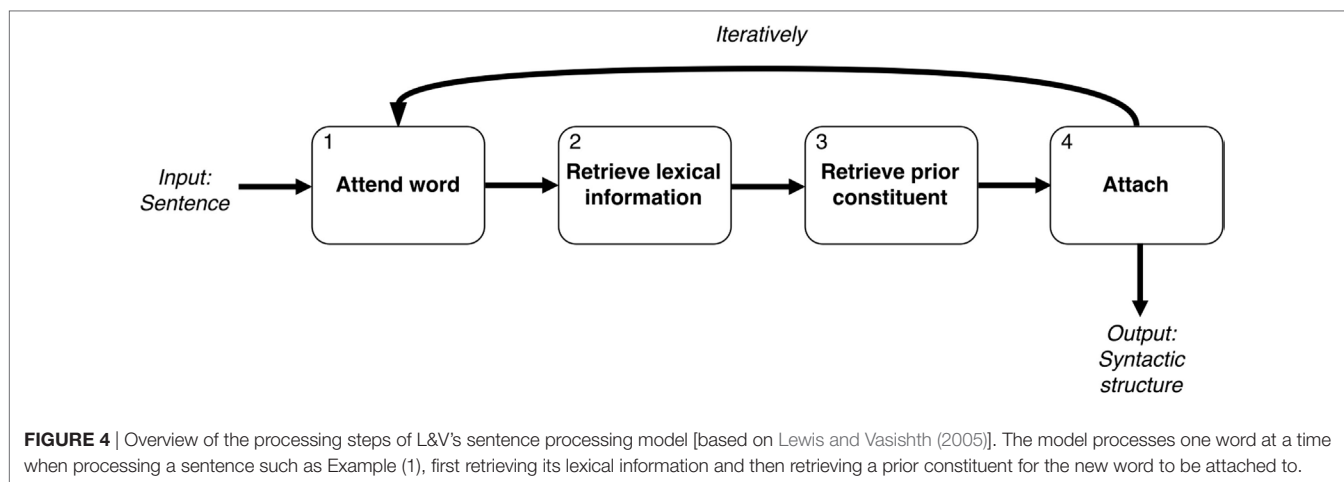 Iteratively
Input:
Sentence
1
Attend word
2
Retrieve lexical
information
3
Retrieve prior
constituent
4
Attach
Output:
Syntactic
structure
FIGURE 4 | Overview of the processing steps of L&V's sentence processing model [based on Lewis and Vasishth (2005)]. The model processes one word at a time
when processing a sentence such as Example (1), first retrieving its lexical information and then retrieving a prior constituent for the new word to be attached to.